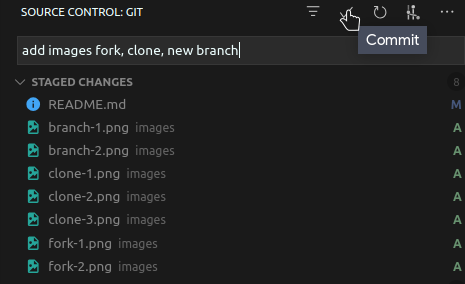 SOURCE CONTROL: GIT
Commit
add images fork, clone, new branch
STAGED CHANGES 8
README.md M
branch-1.png images A
branch-2.png images A
clone-1.png images A
clone-2.png images A
clone-3.png images A
fork-1.png images A
fork-2.png images A